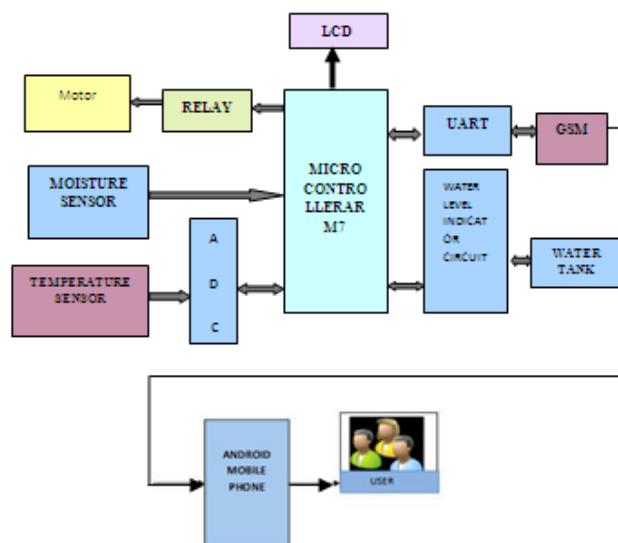 LCD
Motor
RELAY
UART
GSM
MOISTURE
SENSOR
MICRO
CONTRO
LLERAR
M7
WATER
LEVEL
INDICAT
OR
CIRCUIT
WATER
TANK
TEMPERATURE
SENSOR
A
D
C
ANDROID
MOBILE
PHONE
USER